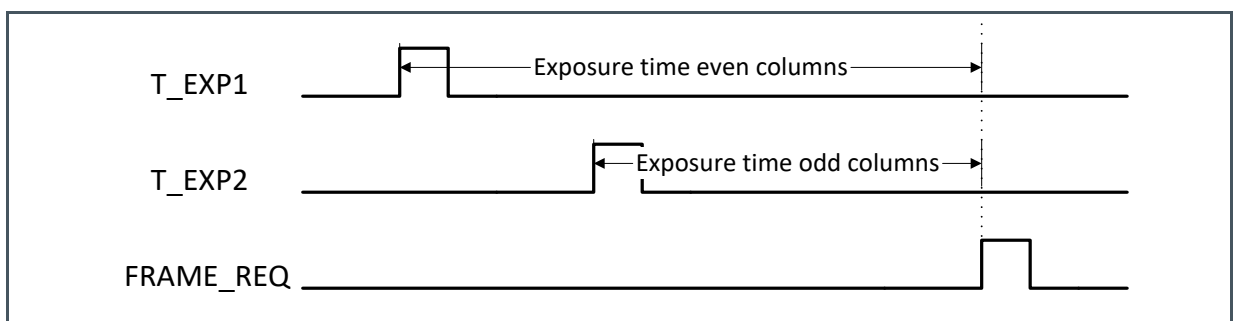 T_EXP1
Exposure time even columns
T_EXP2
Exposure time odd columns
FRAME_REQ